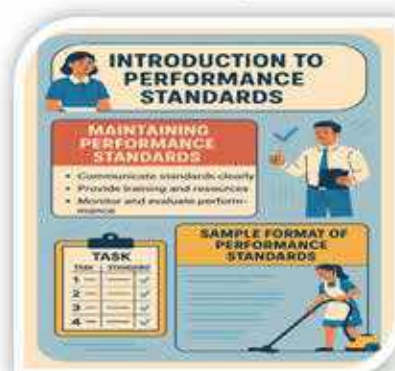 INTRODUCTION TO
PERFORMANCE
STANDARDS
MAINTAINING
PERFORMANCE
STANDARDS
• Communicate standards clearly
• Provide training and resources
• Monitor and evaluate perform-
mance
TASK
TASK STANDARD
1
2
3
4
SAMPLE FORMAT OF
PERFORMANCE
STANDARDS